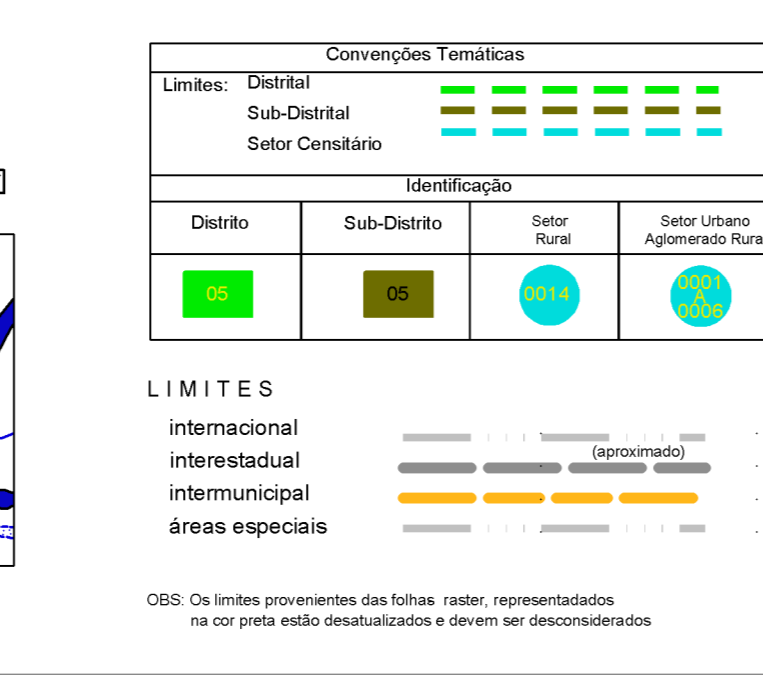 Convenções Temáticas
Limites: Distrital
Sub-Distrital
Setor Censitário
Identificação
Distrito
Sub-Distrito
Setor
Rural
Setor Urbano
Aglomerado Rura
05
05
0014
0001
A
0006
LIMITES
internacional
(aproximado)
interestadual
intermunicipal
áreas especiais
OBS: Os limites provenientes das folhas raster, representadados
na cor preta estão desatualizados e devem ser desconsiderados